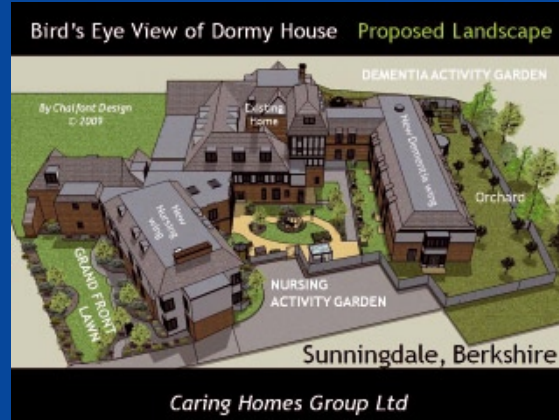 Bird's Eye View of Dormy House Proposed Landscape
DEMENTIA ACTIVITY GARDEN
By Chalfont Design
© 2009
Existing
Home
New Dementia wing
Orchard
New
Nursing
wing
GRAND FRONT
LAWN
NURSING
ACTIVITY GARDEN
Sunningdale, Berkshire
Caring Homes Group Ltd